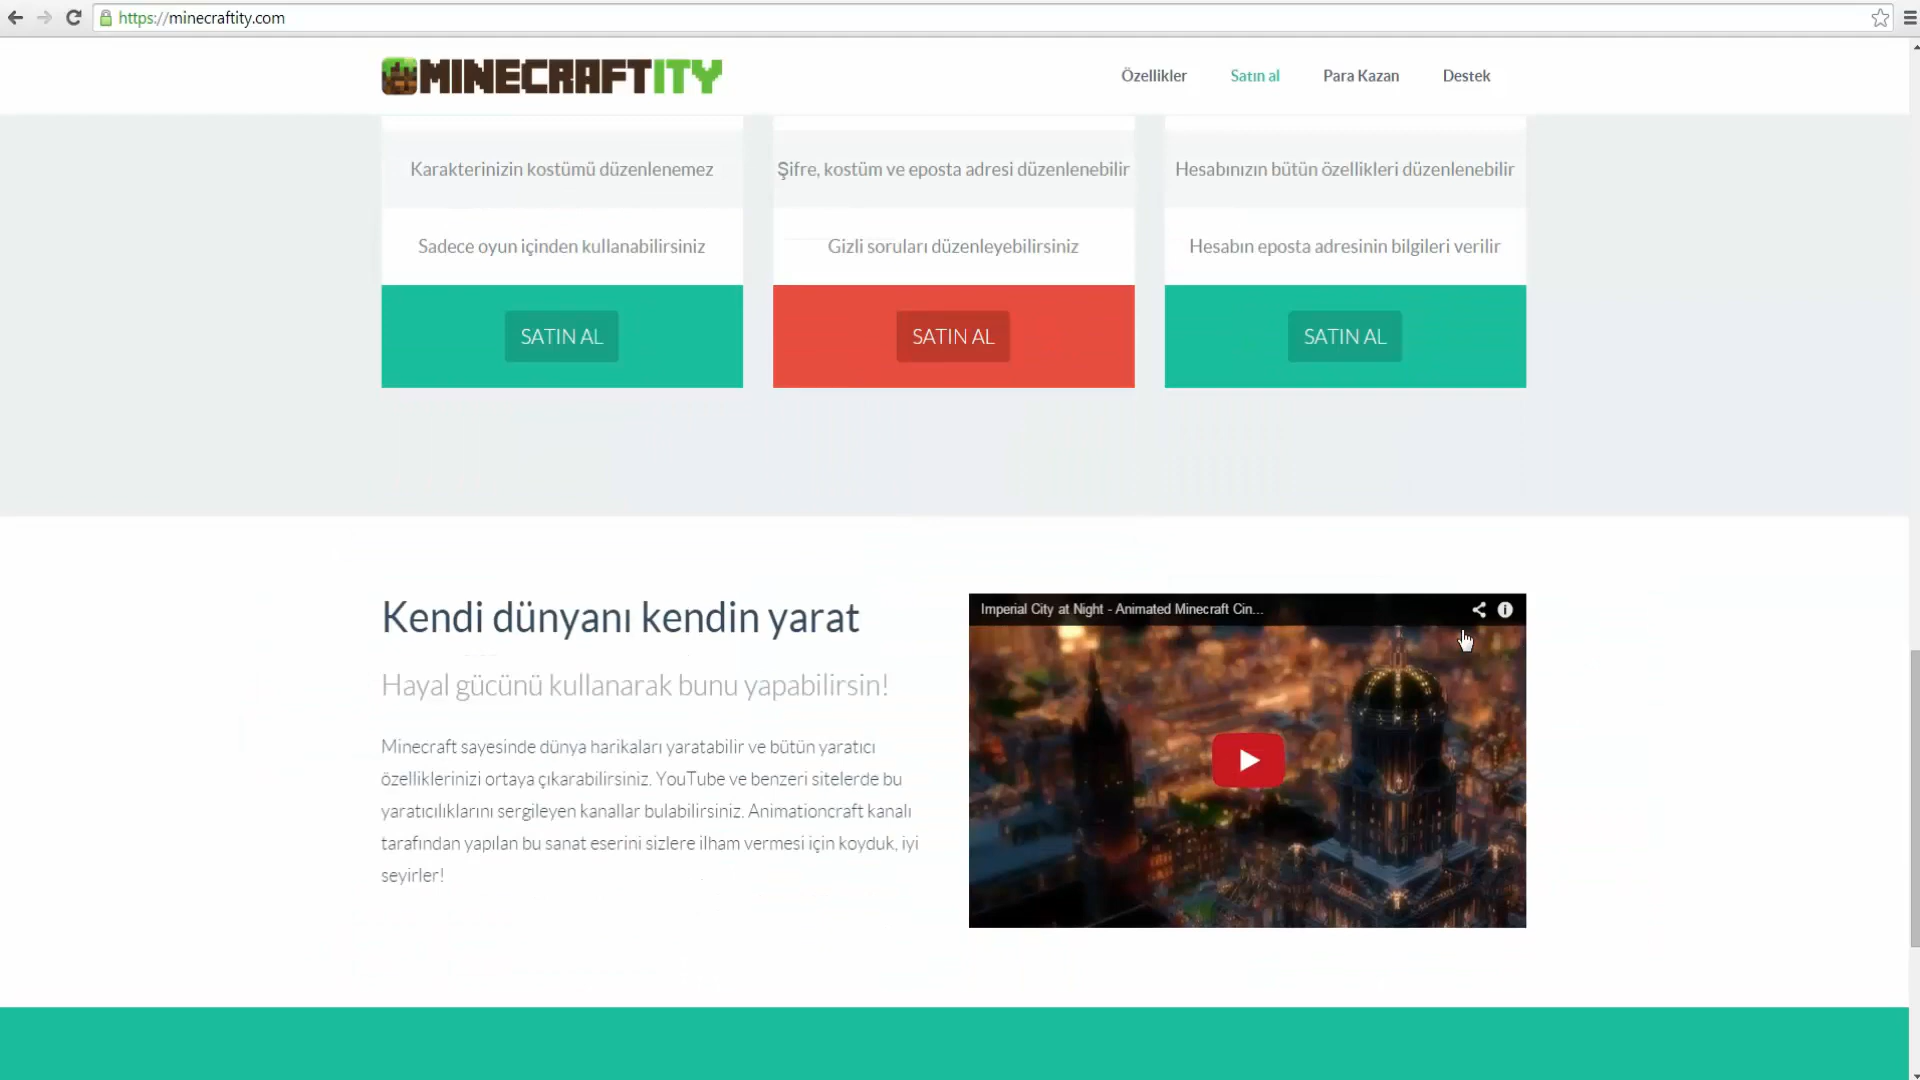 https://minecraftity.com
MINECRAFTITY
Özellikler
Satın al
Para Kazan
Destek
Karakterinizin kostümü düzenlenemez
Şifre, kostüm ve eposta adresi düzenlenebilir
Hesabınızın bütün özellikleri düzenlenebilir
Sadece oyun içinden kullanabilirsiniz
Gizli soruları düzenleyebilirsiniz
Hesabın eposta adresinin bilgileri verilir
SATIN AL
SATIN AL
SATIN AL
Kendi dünyanı kendin yarat
Hayal gücünü kullanarak bunu yapabilirsin!
Minecraft sayesinde dünya harikaları yaratabilir ve bütün yaratıcı
özelliklerinizi ortaya çıkarabilirsiniz. YouTube ve benzeri sitelerde bu
yaratıcılıklarını sergileyen kanallar bulabilirsiniz. Animationcraft kanalı
tarafından yapılan bu sanat eserini sizlere ilham vermesi için koyduk, iyi
seyirler!
Imperial City at Night - Animated Minecraft Cin...